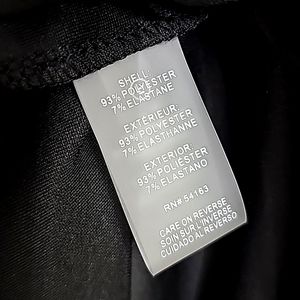 SHELL:
93% POLYESTER
7% ELASTANE
EXTÉRIEUR:
93% POLYESTER
7% ÉLASTHANNE
EXTERIOR:
93% POLIÉSTER
7% ELASTANO
RN# 54163
CARE ON REVERSE
SOIN SUR L'INVERSE
CUIDADO AL REVERSO